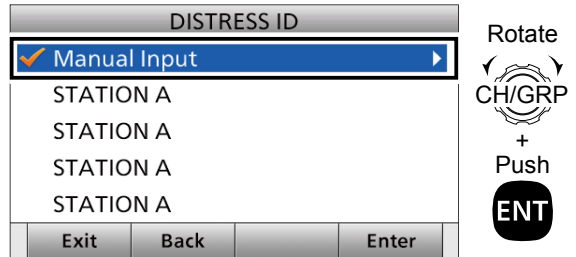 DISTRESS ID
Manual Input
STATION A
STATION A
STATION A
STATION A
Exit Back Enter
Rotate
CH/GRP
+
Push
ENT